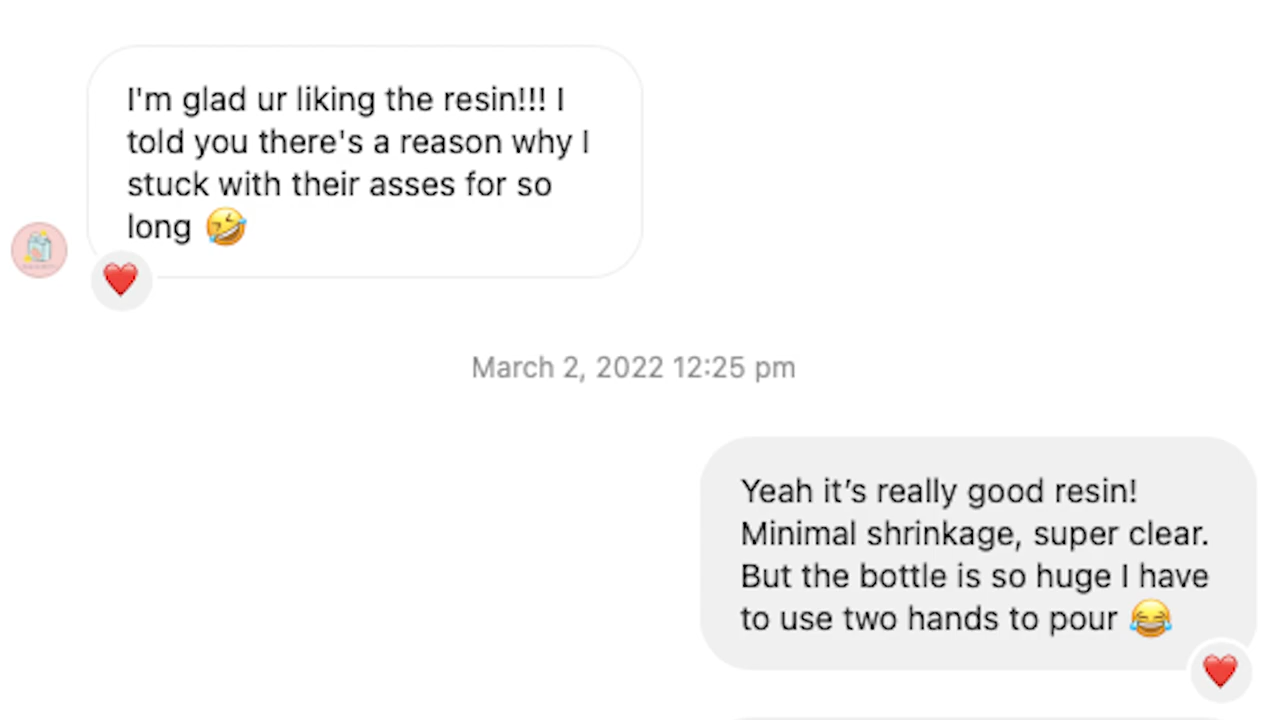 I'm glad ur liking the resin!!! I
told you there's a reason why I
stuck with their asses for so
long 🤣
March 2, 2022 12:25 pm
Yeah it’s really good resin!
Minimal shrinkage, super clear.
But the bottle is so huge I have
to use two hands to pour 😂